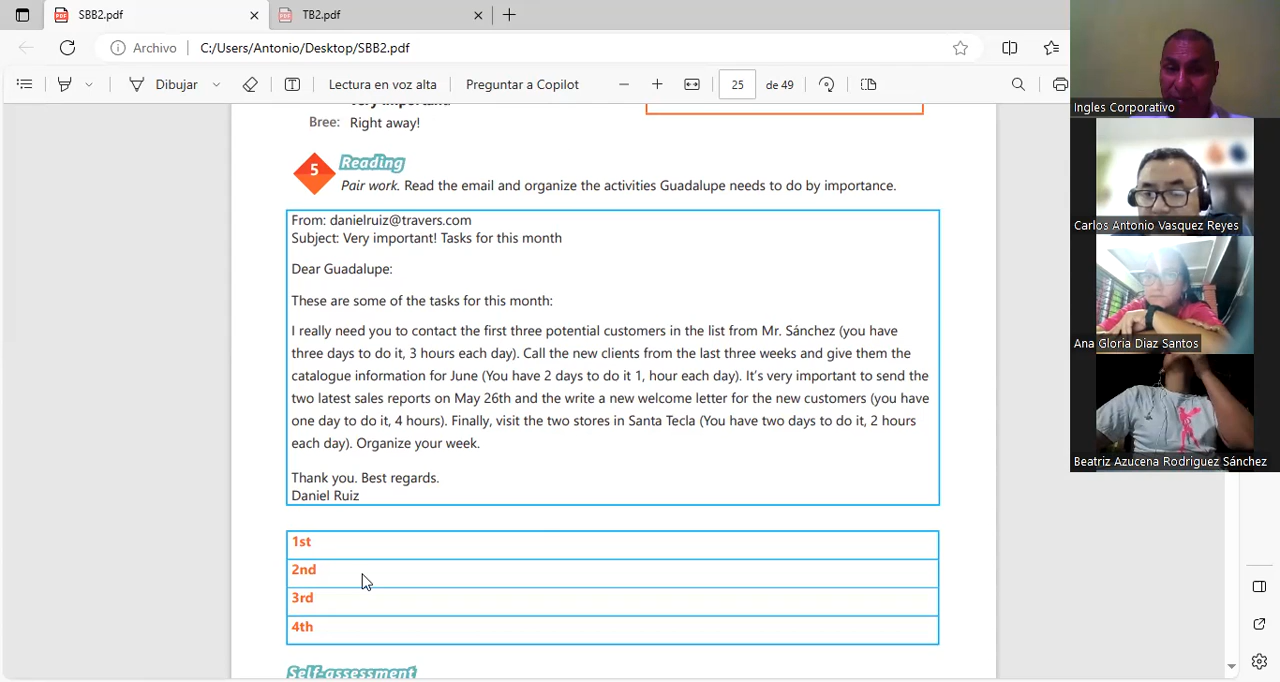 SBB2.pdf
TB2.pdf
Archivo
C:/Users/Antonio/Desktop/SBB2.pdf
Dibujar
Lectura en voz alta
Preguntar a Copilot
25
de 49
Bree: Right away!
5
Reading
Pair work. Read the email and organize the activities Guadalupe needs to do by importance.
From: danielruiz@travers.com
Subject: Very important! Tasks for this month
Dear Guadalupe:
These are some of the tasks for this month:
I really need you to contact the first three potential customers in the list from Mr. Sánchez (you have
three days to do it, 3 hours each day). Call the new clients from the last three weeks and give them the
catalogue information for June (You have 2 days to do it 1, hour each day). It's very important to send the
two latest sales reports on May 26th and the write a new welcome letter for the new customers (you have
one day to do it, 4 hours). Finally, visit the two stores in Santa Tecla (You have two days to do it, 2 hours
each day). Organize your week.
Thank you. Best regards.
Daniel Ruiz
1st
2nd
3rd
4th
Self-assessment
Ingles Corporativo
Carlos Antonio Vasquez Reyes
Ana Gloria Diaz Santos
Beatriz Azucena Rodriguez Sánchez